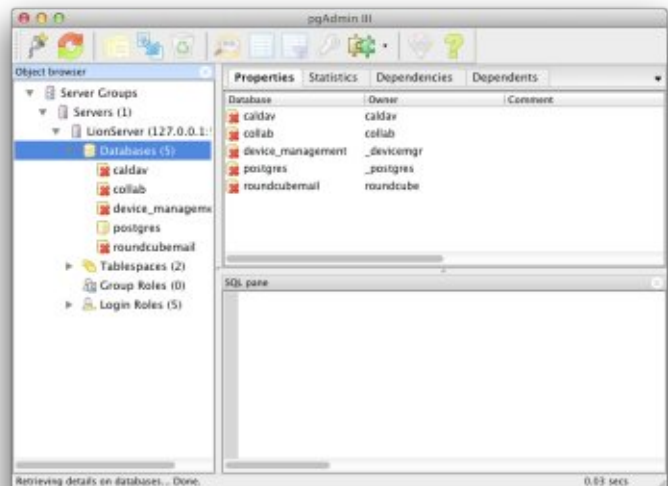 pgAdmin III
Object browser
Server Groups
Servers (1)
LionServer (127.0.0.1:
Databases (5)
caldav
collab
device_manageme
postgres
roundcubemail
Tablespaces (2)
Group Roles (0)
Login Roles (5)
Properties Statistics Dependencies Dependents
Database Owner Comment
caldav caldav
collab collab
device_management _devicemgr
postgres _postgres
roundcubemail roundcube
SQL pane
Retrieving details on databases... Done. 0.03 secs